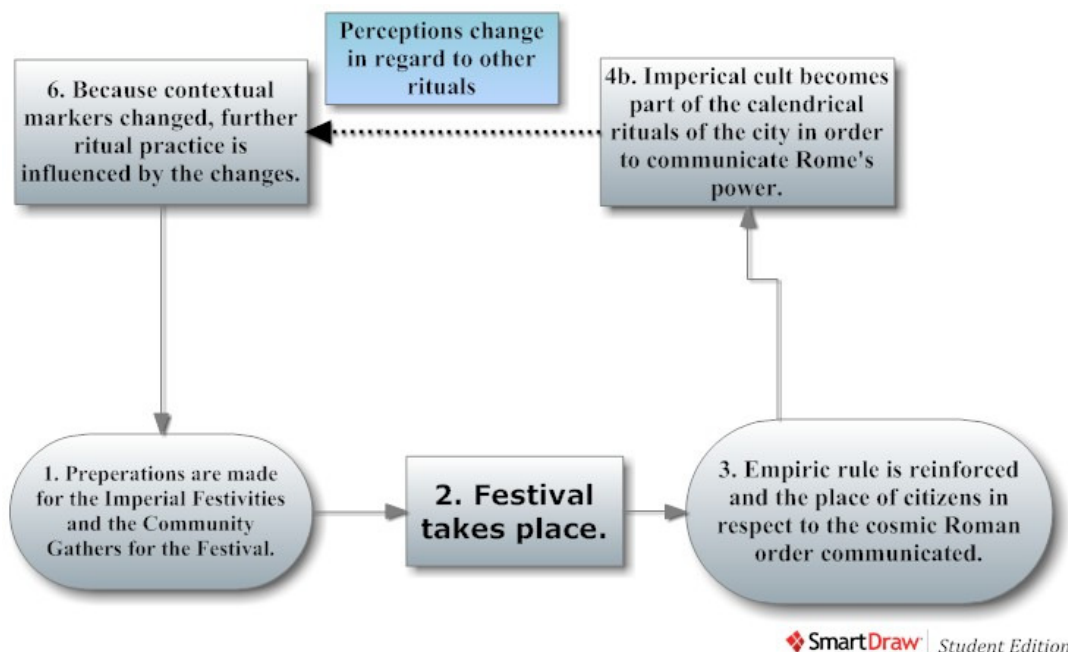 Perceptions change
in regard to other
rituals
6. Because contextual
markers changed, further
ritual practice is
influenced by the changes.
4b. Imperical cult becomes
part of the calendrical
rituals of the city in order
to communicate Rome's
power.
1. Preperations are made
for the Imperial Festivities
and the Community
Gathers for the Festival.
2. Festival
takes place.
3. Empiric rule is reinforced
and the place of citizens in
respect to the cosmic Roman
order communicated.
SmartDraw Student Edition